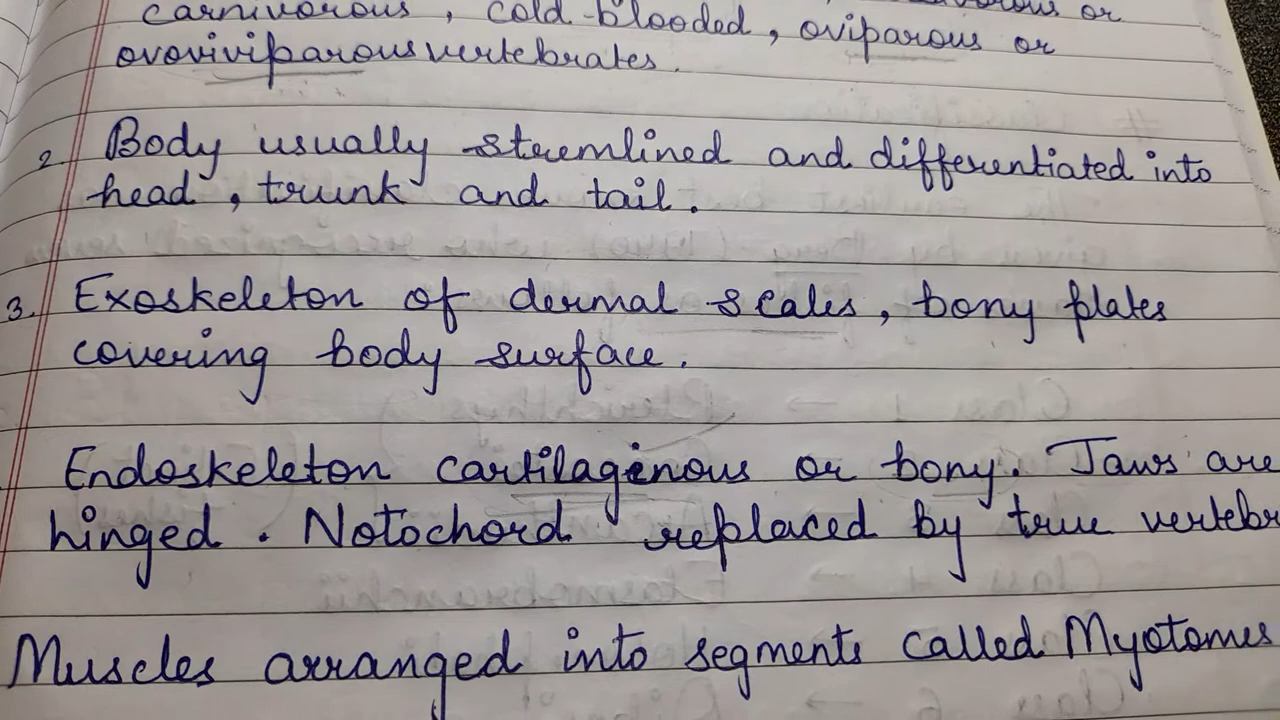 carnivorous, cold-blooded, oviparous or
ovoviviparous vertebrates.
2. Body usually stremlined and differentiated into
head, trunk and tail.
3. Exoskeleton of dermal scales, bony plates
covering body surface.
Endoskeleton cartilagenous or bony. Jaws are
hinged. Notochord replaced by true vertebr
Muscles arranged into segments called Myotomes